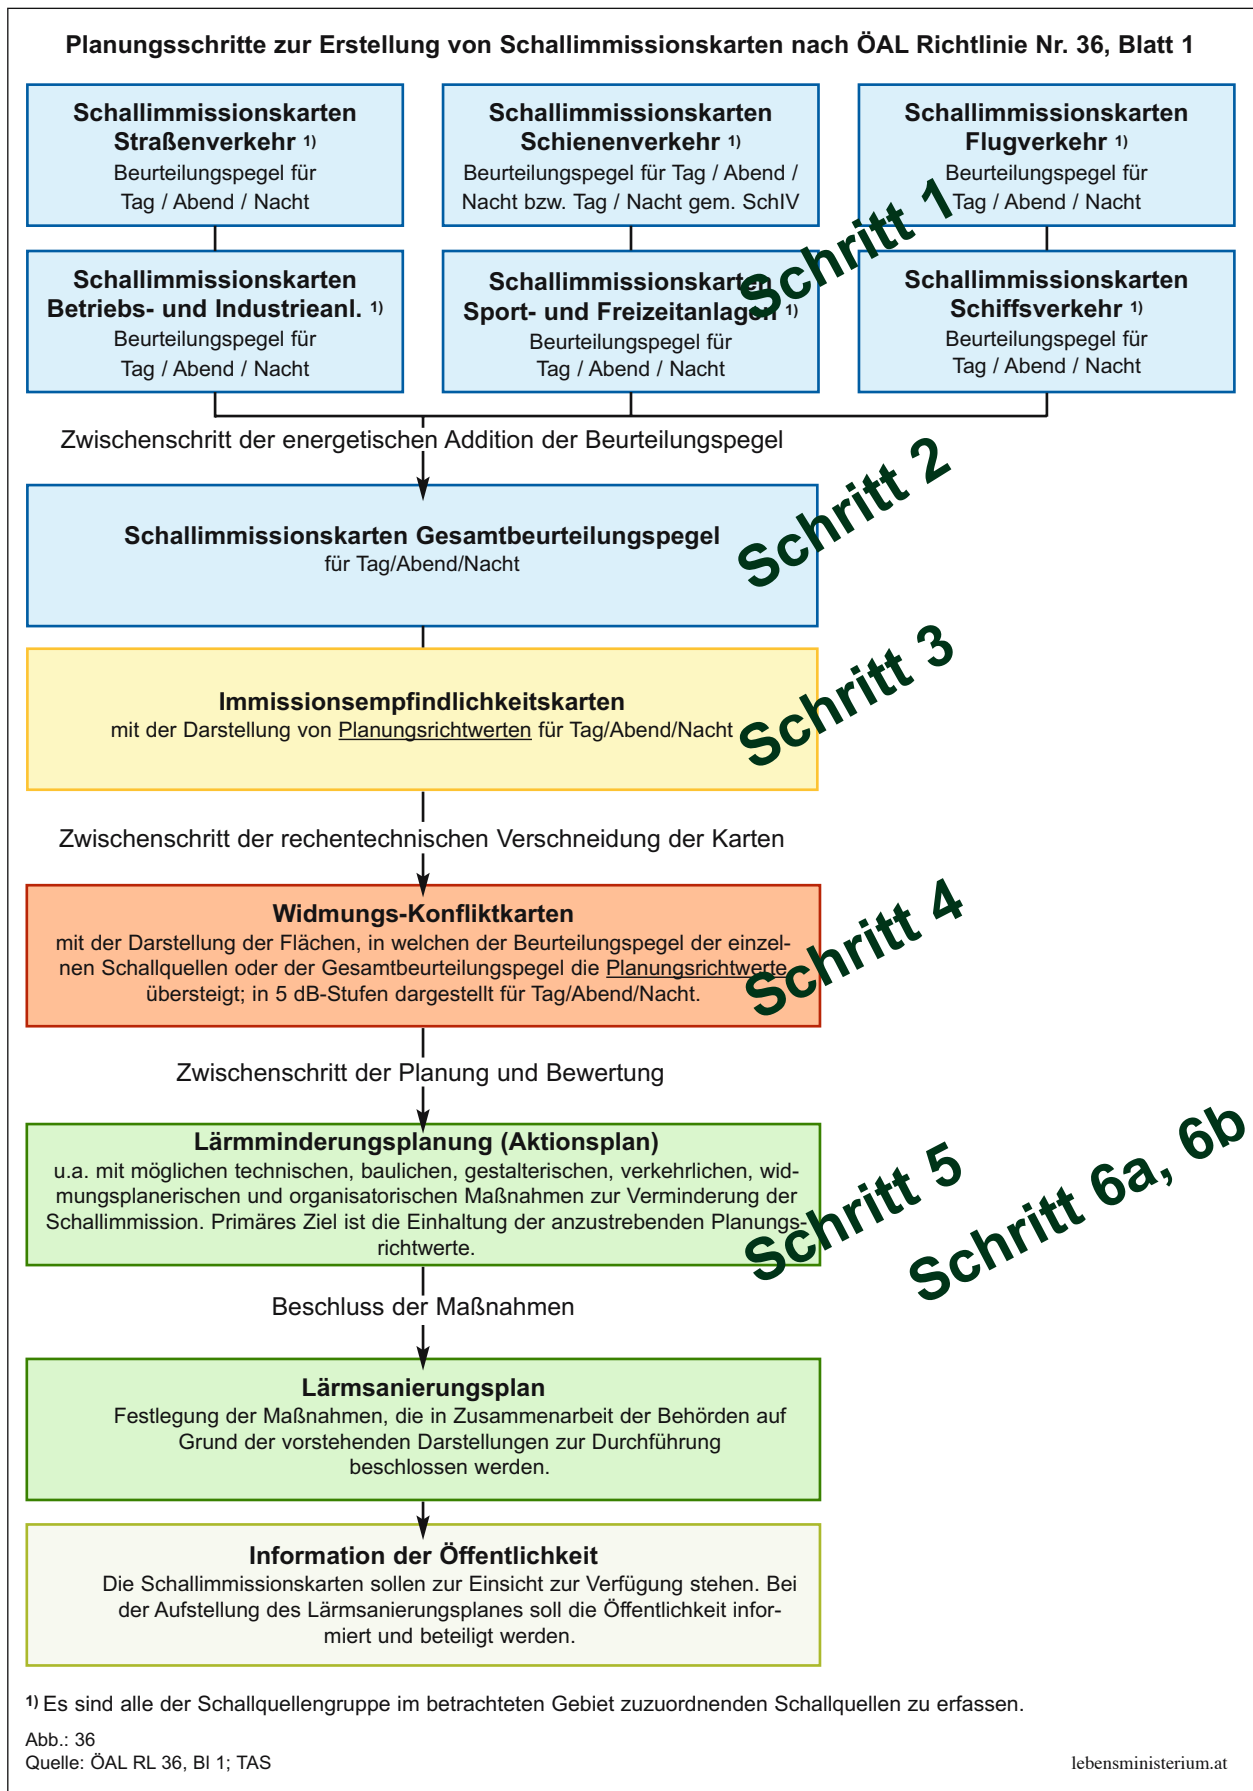 Planungsschritte zur Erstellung von Schallimmissionskarten nach ÖAL Richtlinie Nr. 36, Blatt 1
Schallimmissionskarten
Straßenverkehr 1)
Beurteilungspegel für
Tag / Abend / Nacht
Schallimmissionskarten
Schienenverkehr 1)
Beurteilungspegel für Tag / Abend /
Nacht bzw. Tag / Nacht gem. SchIV
Schallimmissionskarten
Flugverkehr 1)
Beurteilungspegel für
Tag / Abend / Nacht
Schritt 1
Schallimmissionskarten
Betriebs- und Industrieanl. 1)
Beurteilungspegel für
Tag / Abend / Nacht
Schallimmissionskarten
Sport- und Freizeitanlagen 1)
Beurteilungspegel für
Tag / Abend / Nacht
Schallimmissionskarten
Schiffsverkehr 1)
Beurteilungspegel für
Tag / Abend / Nacht
Zwischenschritt der energetischen Addition der Beurteilungspegel
Schallimmissionskarten Gesamtbeurteilungspegel
für Tag/Abend/Nacht
Schritt 2
Immissionsempfindlichkeitskarten
mit der Darstellung von Planungsrichtwerten für Tag/Abend/Nacht
Schritt 3
Zwischenschritt der rechentechnischen Verschneidung der Karten
Widmungs-Konfliktkarten
mit der Darstellung der Flächen, in welchen der Beurteilungspegel der einzel-
nen Schallquellen oder der Gesamtbeurteilungspegel die Planungsrichtwerte
übersteigt; in 5 dB-Stufen dargestellt für Tag/Abend/Nacht.
Schritt 4
Zwischenschritt der Planung und Bewertung
Lärmminderungsplanung (Aktionsplan)
u.a. mit möglichen technischen, baulichen, gestalterischen, verkehrlichen, wid-
mungsplanerischen und organisatorischen Maßnahmen zur Verminderung der
Schallimmission. Primäres Ziel ist die Einhaltung der anzustrebenden Planungs-
richtwerte.
Schritt 5
Schritt 6a, 6b
Beschluss der Maßnahmen
Lärmsanierungsplan
Festlegung der Maßnahmen, die in Zusammenarbeit der Behörden auf
Grund der vorstehenden Darstellungen zur Durchführung
beschlossen werden.
Information der Öffentlichkeit
Die Schallimmissionskarten sollen zur Einsicht zur Verfügung stehen. Bei
der Aufstellung des Lärmsanierungsplanes soll die Öffentlichkeit infor-
miert und beteiligt werden.
1) Es sind alle der Schallquellengruppe im betrachteten Gebiet zuzuordnenden Schallquellen zu erfassen.
Abb.: 36
Quelle: ÖAL RL 36, Bl 1; TAS
lebensministerium.at